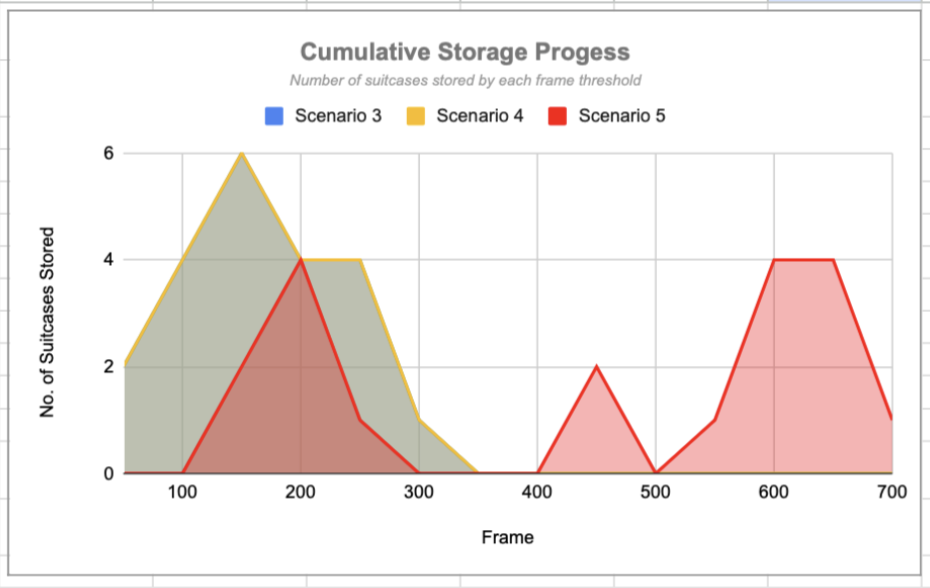 Cumulative Storage Progess
Number of suitcases stored by each frame threshold
Scenario 3 Scenario 4 Scenario 5
6
4
2
0
No. of Suitcases Stored
100 200 300 400 500 600 700
Frame